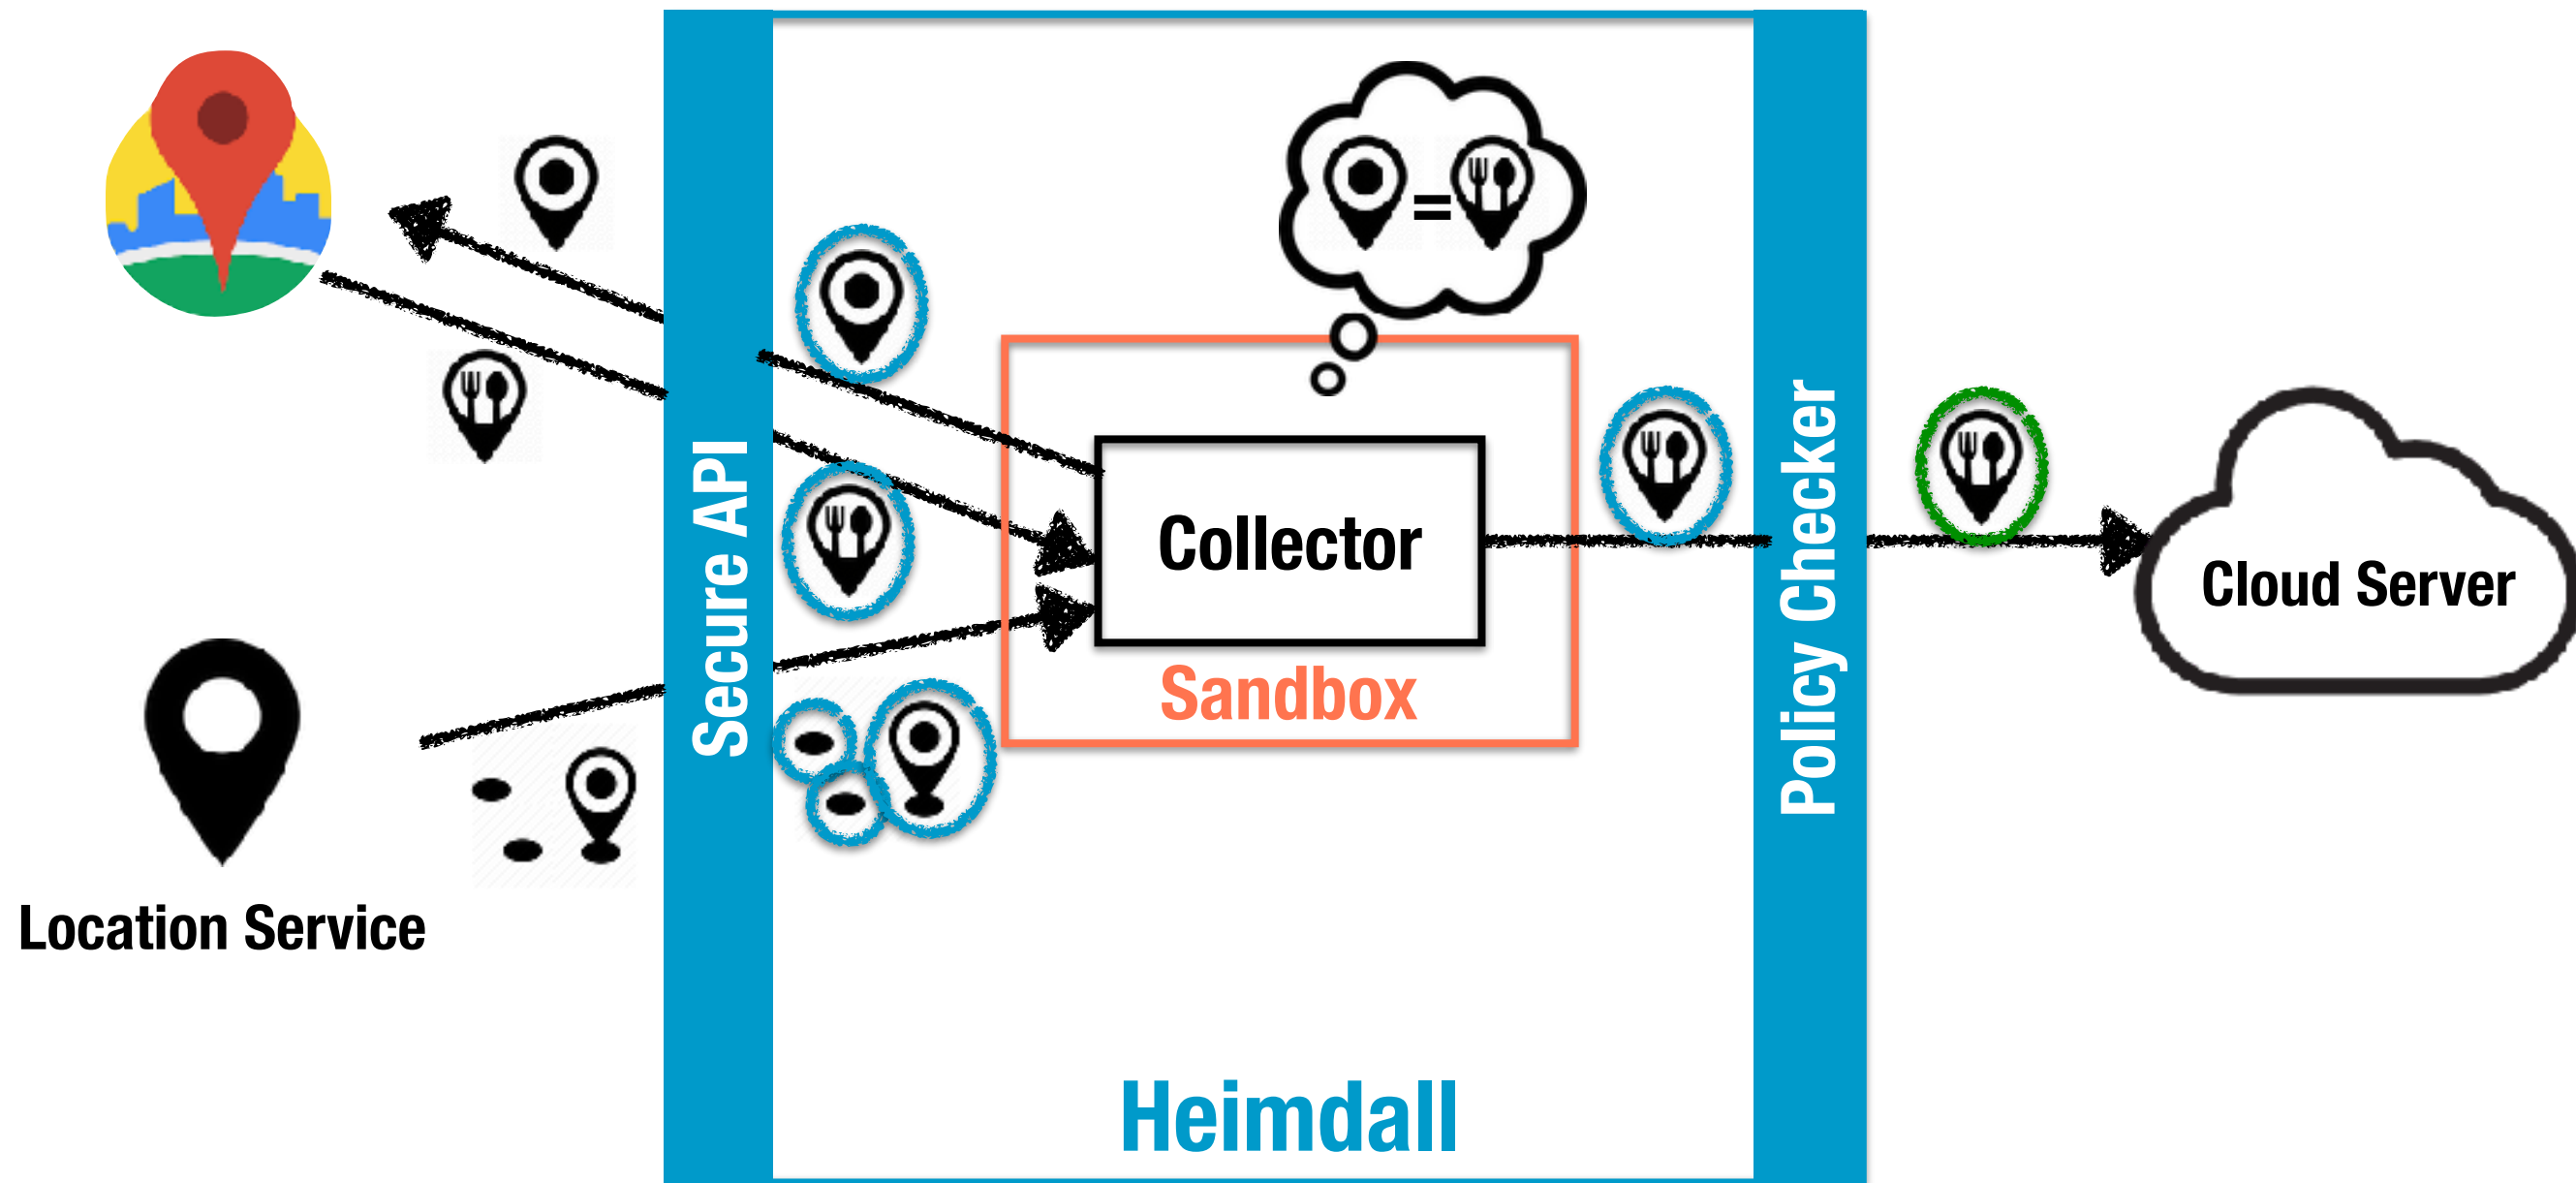 Secure API
=
Collector
Sandbox
Policy Checker
Cloud Server
Location Service
Heimdall